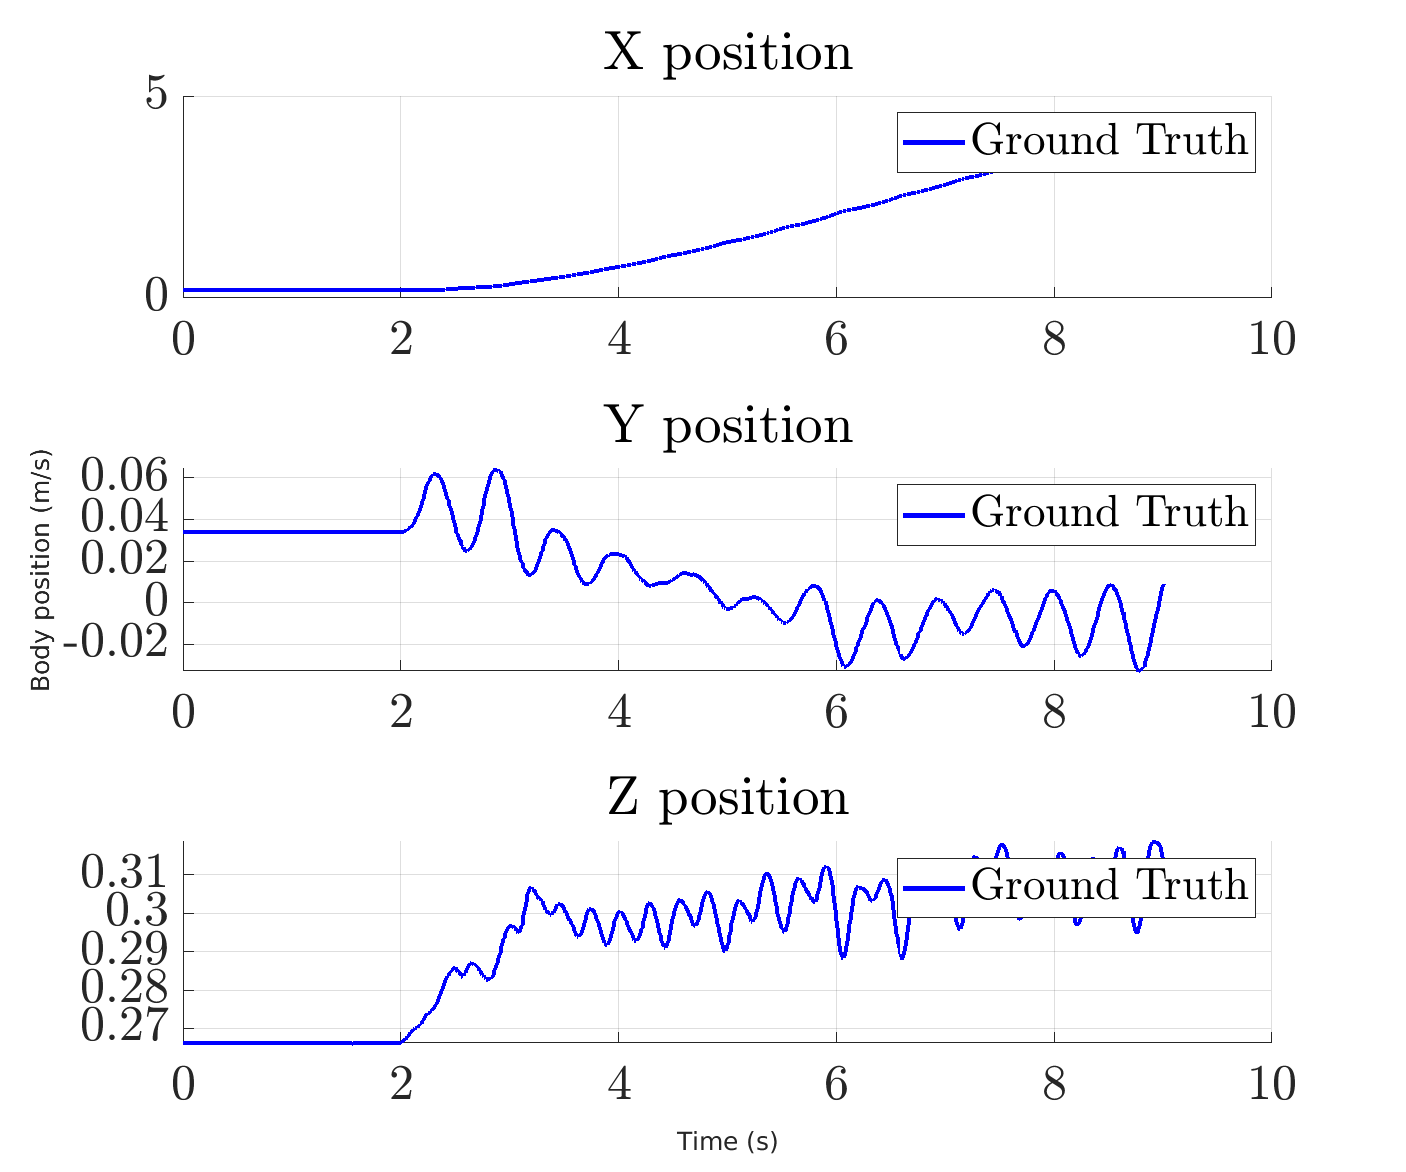 X position
5
0
Ground Truth
0 2 4 6 8 10
Y position
0.06
0.04
0.02
0
-0.02
Ground Truth
0 2 4 6 8 10
Body position (m/s)
Z position
0.31
0.3
0.29
0.28
0.27
Ground Truth
0 2 4 6 8 10
Time (s)